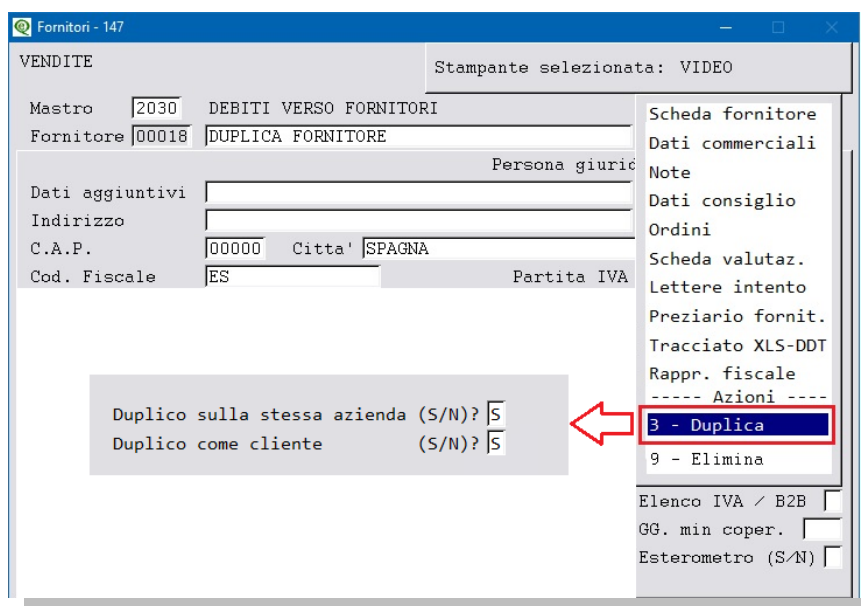 Fornitori - 147
VENDITE
Stampante selezionata: VIDEO
Mastro 2030 DEBITI VERSO FORNITORI
Fornitore 00018 DUPLICA FORNITORE
Persona giurid
Dati aggiuntivi
Indirizzo
C.A.P. 00000 Citta' SPAGNA
Cod. Fiscale ES Partita IVA
Scheda fornitore
Dati commerciali
Note
Dati consiglio
Ordini
Scheda valutaz.
Lettere intento
Preziario fornit.
Tracciato XLS-DDT
Rappr. fiscale
----- Azioni ----
3 - Duplica
9 - Elimina
Duplico sulla stessa azienda (S/N)? S
Duplico come cliente (S/N)? S
Elenco IVA / B2B
GG. min coper.
Esterometro (S/N)